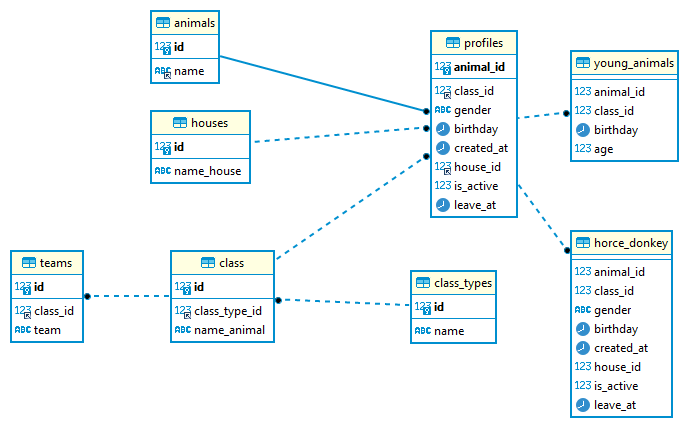 animals
123 id
ABC name
houses
123 id
ABC name_house
profiles
123 animal_id
123 class_id
ABC gender
birthday
created_at
123 house_id
123 is_active
leave_at
young_animals
123 animal_id
123 class_id
birthday
123 age
teams
123 id
123 class_id
ABC team
class
123 id
123 class_type_id
ABC name_animal
class_types
123 id
ABC name
horce_donkey
123 animal_id
123 class_id
ABC gender
birthday
created_at
123 house_id
123 is_active
leave_at